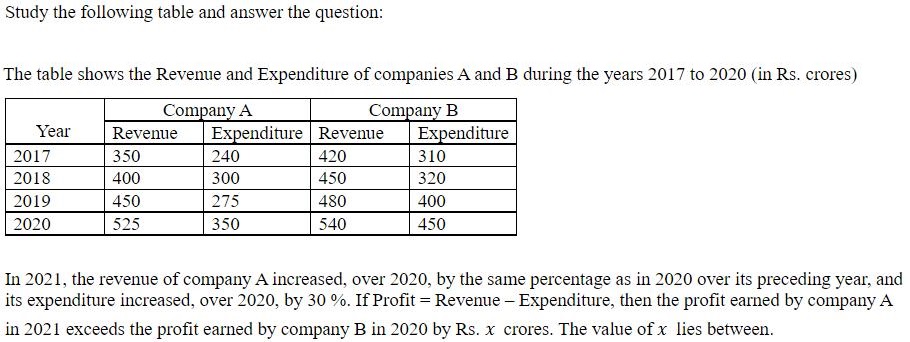 Study the following table and answer the question:
The table shows the Revenue and Expenditure of companies A and B during the years 2017 to 2020 (in Rs. crores)
Company A Company B
Year Revenue Expenditure Revenue Expenditure
2017 350 240 420 310
2018 400 300 450 320
2019 450 275 480 400
2020 525 350 540 450
In 2021, the revenue of company A increased, over 2020, by the same percentage as in 2020 over its preceding year, and
its expenditure increased, over 2020, by 30 %. If Profit = Revenue – Expenditure, then the profit earned by company A
in 2021 exceeds the profit earned by company B in 2020 by Rs. x crores. The value of x lies between.